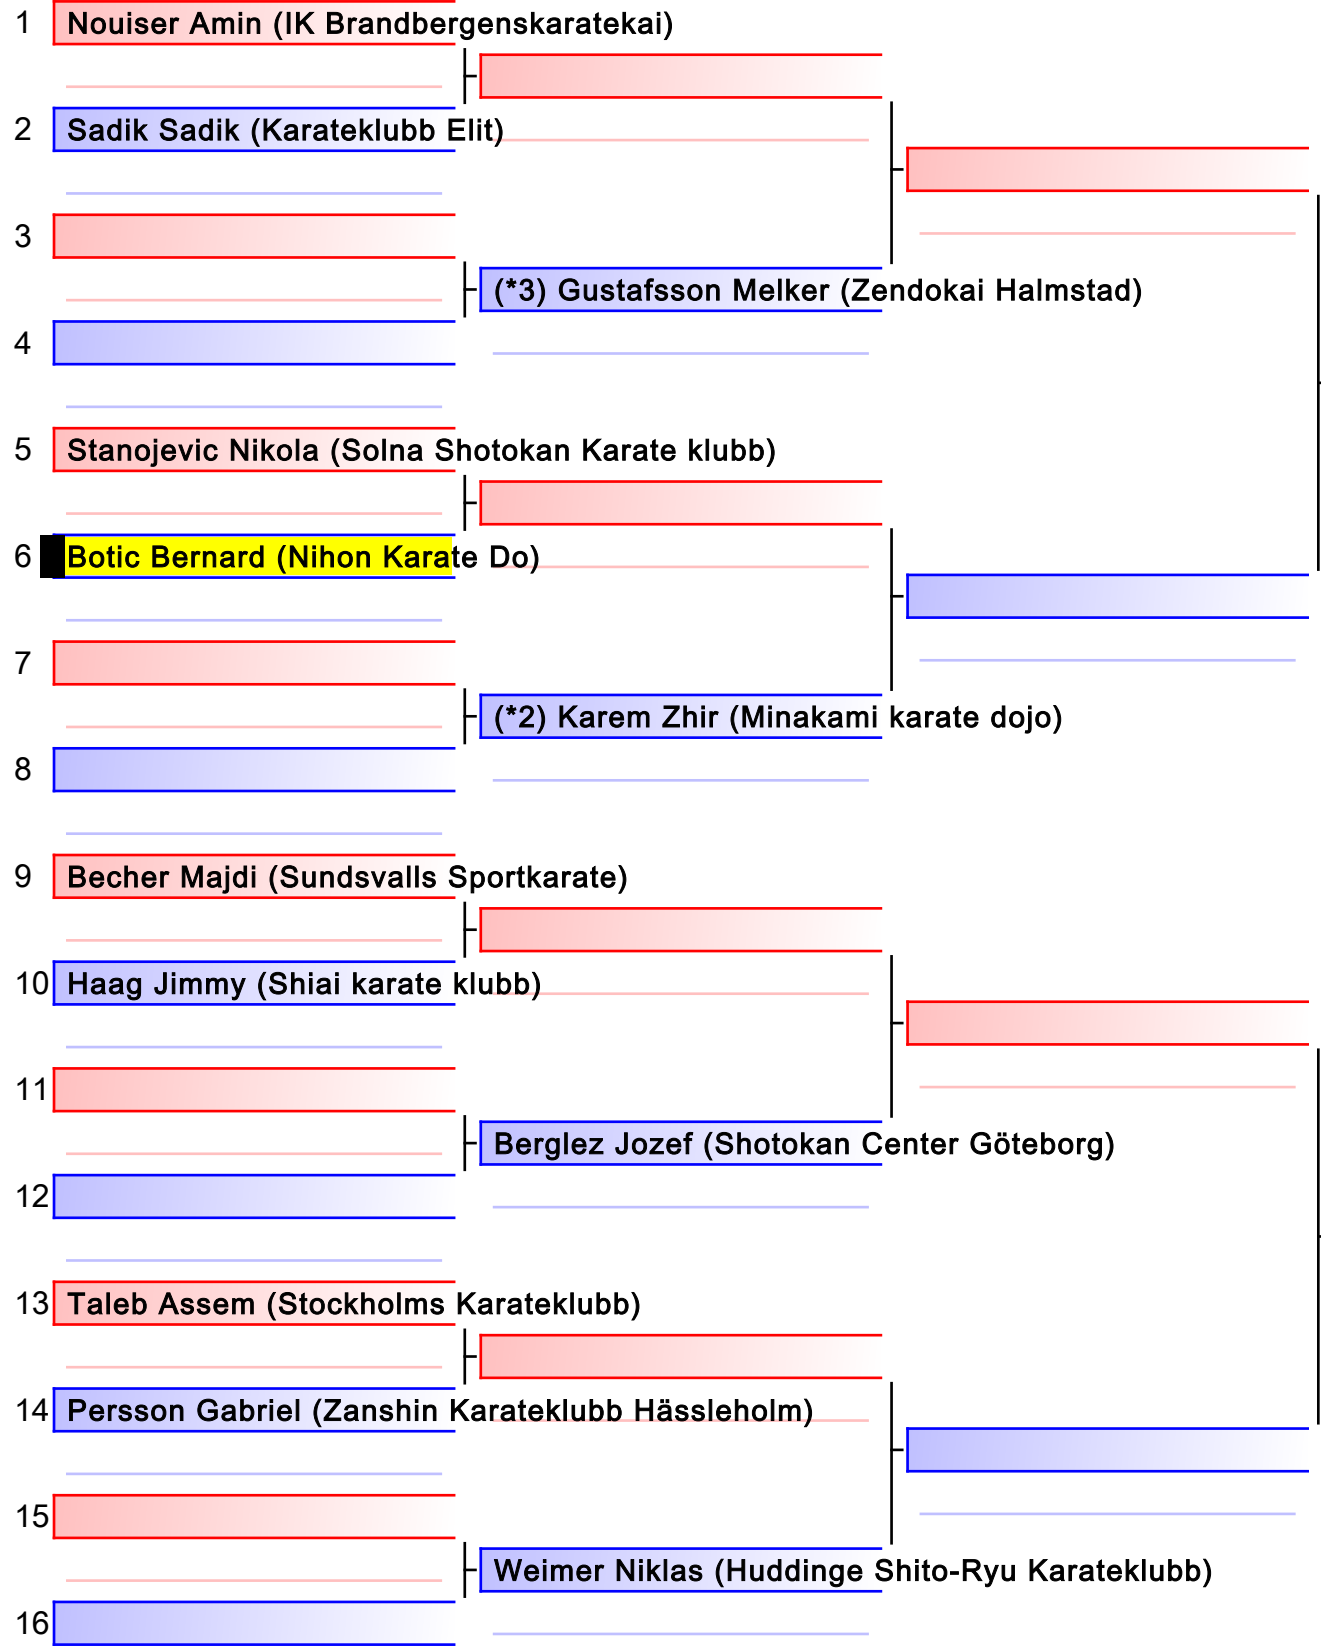 1 Nouiser Amin (IK Brandbergenskaratekai)
2 Sadik Sadik (Karateklubb Elit)
3
(*3) Gustafsson Melker (Zendokai Halmstad)
4
5 Stanojevic Nikola (Solna Shotokan Karate klubb)
6 Botic Bernard (Nihon Karate Do)
7
(*2) Karem Zhir (Minakami karate dojo)
8
9 Becher Majdi (Sundsvalls Sportkarate)
10 Haag Jimmy (Shiai karate klubb)
11
Berglez Jozef (Shotokan Center Göteborg)
12
13 Taleb Assem (Stockholms Karateklubb)
14 Persson Gabriel (Zanshin Karateklubb Hässleholm)
15
Weimer Niklas (Huddinge Shito-Ryu Karateklubb)
16